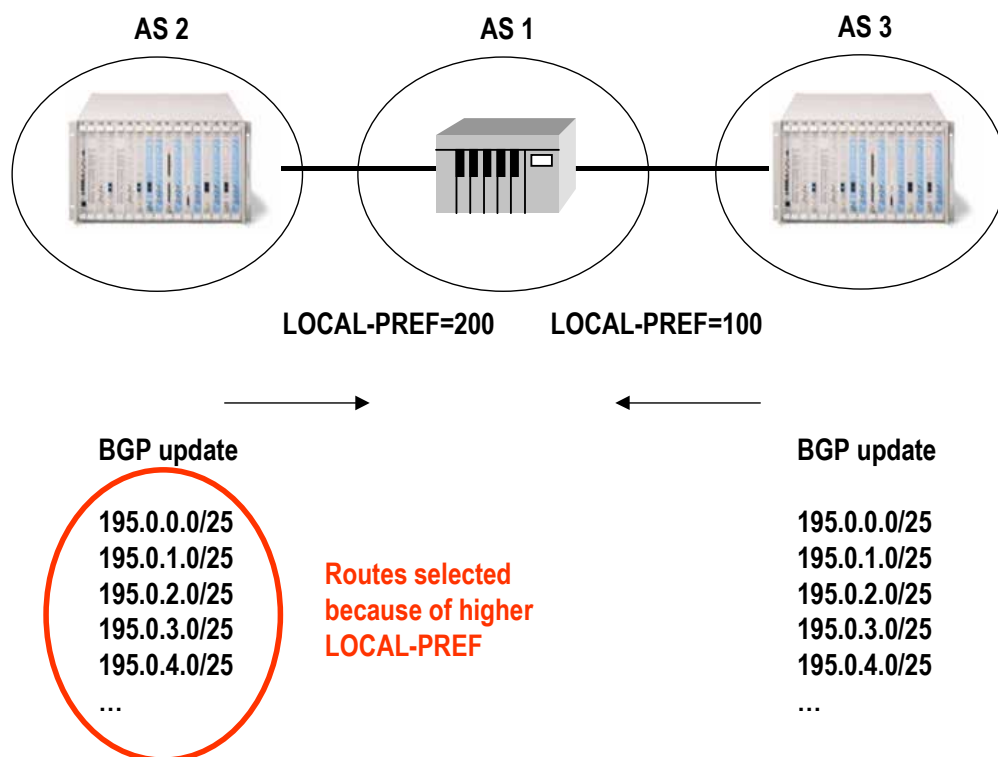 AS 2
AS 1
AS 3
LOCAL-PREF=200
LOCAL-PREF=100
BGP update
195.0.0.0/25
195.0.1.0/25
195.0.2.0/25
195.0.3.0/25
195.0.4.0/25
…
Routes selected
because of higher
LOCAL-PREF
BGP update
195.0.0.0/25
195.0.1.0/25
195.0.2.0/25
195.0.3.0/25
195.0.4.0/25
…